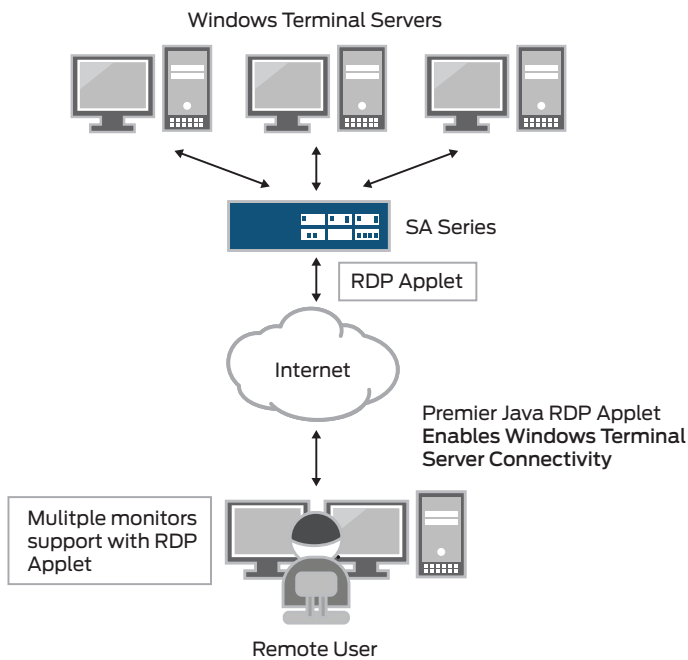 Windows Terminal Servers
SA Series
RDP Applet
Internet
Premier Java RDP Applet
Enables Windows Terminal
Server Connectivity
Mulitple monitors
support with RDP
Applet
Remote User